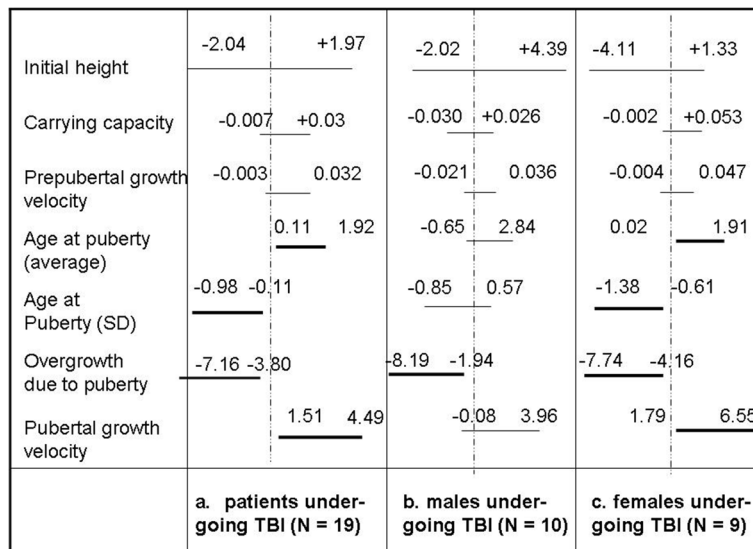 -2.04 +1.97 -2.02 +4.39 -4.11 +1.33
Initial height
Carrying capacity -0.007 +0.03 -0.030 +0.026 -0.002 +0.053
Prepubertal growth -0.003 0.032 -0.021 0.036 -0.004 0.047
velocity
Age at puberty 0.11 1.92 -0.65 2.84 0.02 1.91
(average)
-0.98 -0.11 -0.85 0.57 -1.38 -0.61
Age at
Puberty (SD)
Overgrowth -7.16 -3.80 -8.19 -1.94 -7.74 -4.16
due to puberty
1.51 4.49 -0.08 3.96 1.79 6.55
Pubertal growth
velocity
a. patients under- b. males under- c. females under-
going TBI (N = 19) going TBI (N = 10) going TBI (N = 9)